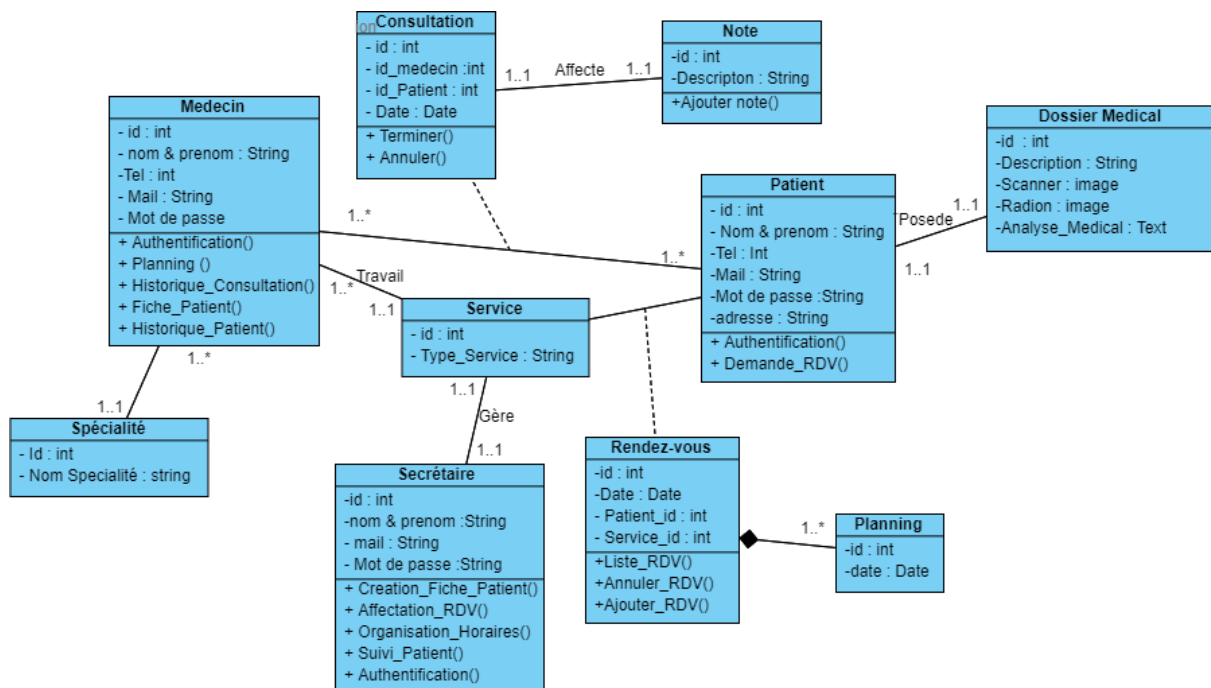 Consultation
ion
- id : int
- id_medecin :int
- id_Patient : int
- Date : Date
+ Terminer()
+ Annuler()
Note
-id : int
-Descripton : String
+Ajouter note()
1..1
Affecte
1..1
Medecin
- id : int
- nom & prenom : String
-Tel : int
- Mail : String
- Mot de passe
+ Authentification()
+ Planning ()
+ Historique_Consultation()
+ Fiche_Patient()
+ Historique_Patient()
Dossier Medical
-id : int
-Description : String
-Scanner : image
-Radion : image
-Analyse_Medical : Text
Patient
- id : int
- Nom & prenom : String
-Tel : Int
-Mail : String
-Mot de passe :String
-adresse : String
+ Authentification()
+ Demande_RDV()
Posede
1..1
1..1
1..*
1..*
Travail
1..*
1..1
Service
- id : int
- Type_Service : String
1..*
1..1
Spécialité
- Id : int
- Nom Specialité : string
1..1
Gère
1..1
Secrétaire
-id : int
-nom & prenom :String
- mail : String
- Mot de passe :String
+ Creation_Fiche_Patient()
+ Affectation_RDV()
+ Organisation_Horaires()
+ Suivi_Patient()
+ Authentification()
Rendez-vous
-id : int
-Date : Date
- Patient_id : int
- Service_id : int
+Liste_RDV()
+Annuler_RDV()
+Ajouter_RDV()
1..*
Planning
-id : int
-date : Date